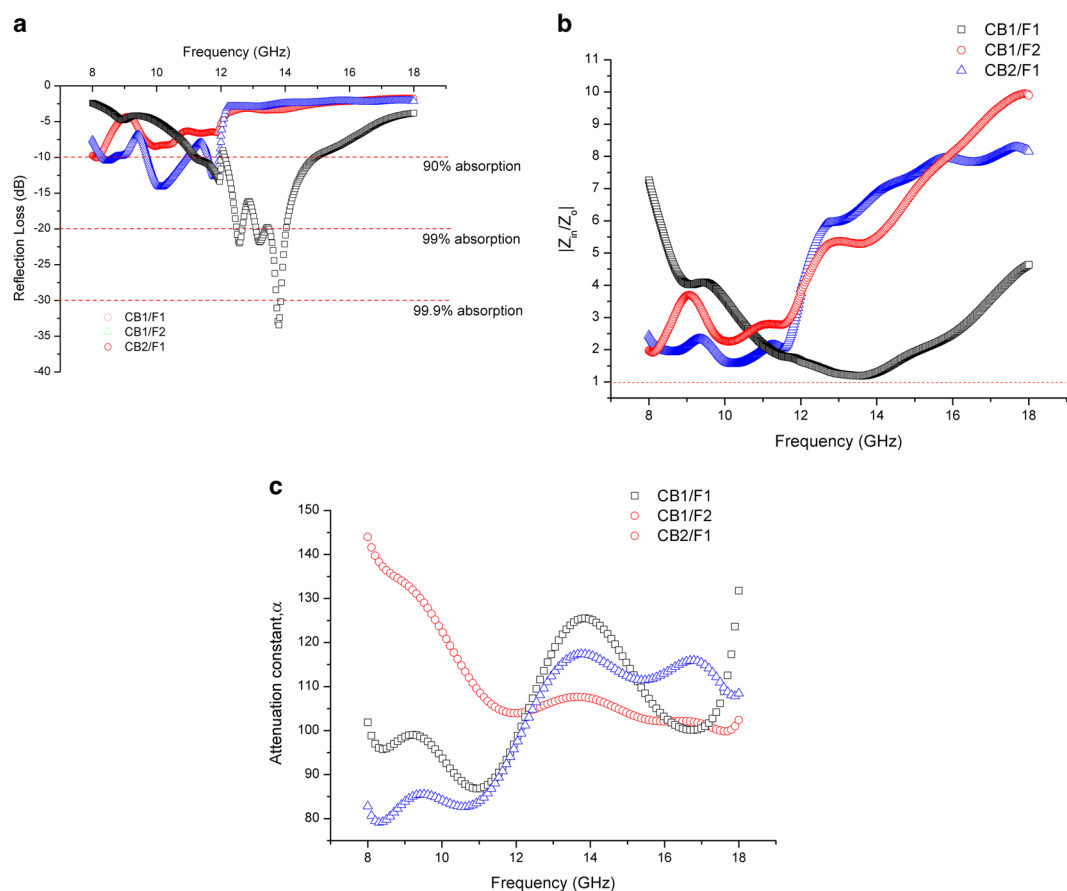 a
Frequency (GHz)
8 10 12 14 16 18
0
-5
-10
-15
-20
-25
-30
-35
-40
Reflection Loss (dB)
90% absorption
99% absorption
99.9% absorption
CB1/F1
CB1/F2
CB2/F1
b
CB1/F1
CB1/F2
CB2/F1
11
10
9
8
7
6
5
4
3
2
1
|Zin/Zo|
8 10 12 14 16 18
Frequency (GHz)
c
CB1/F1
CB1/F2
CB2/F1
150
140
130
120
110
100
90
80
Attenuation constant,α
8 10 12 14 16 18
Frequency (GHz)